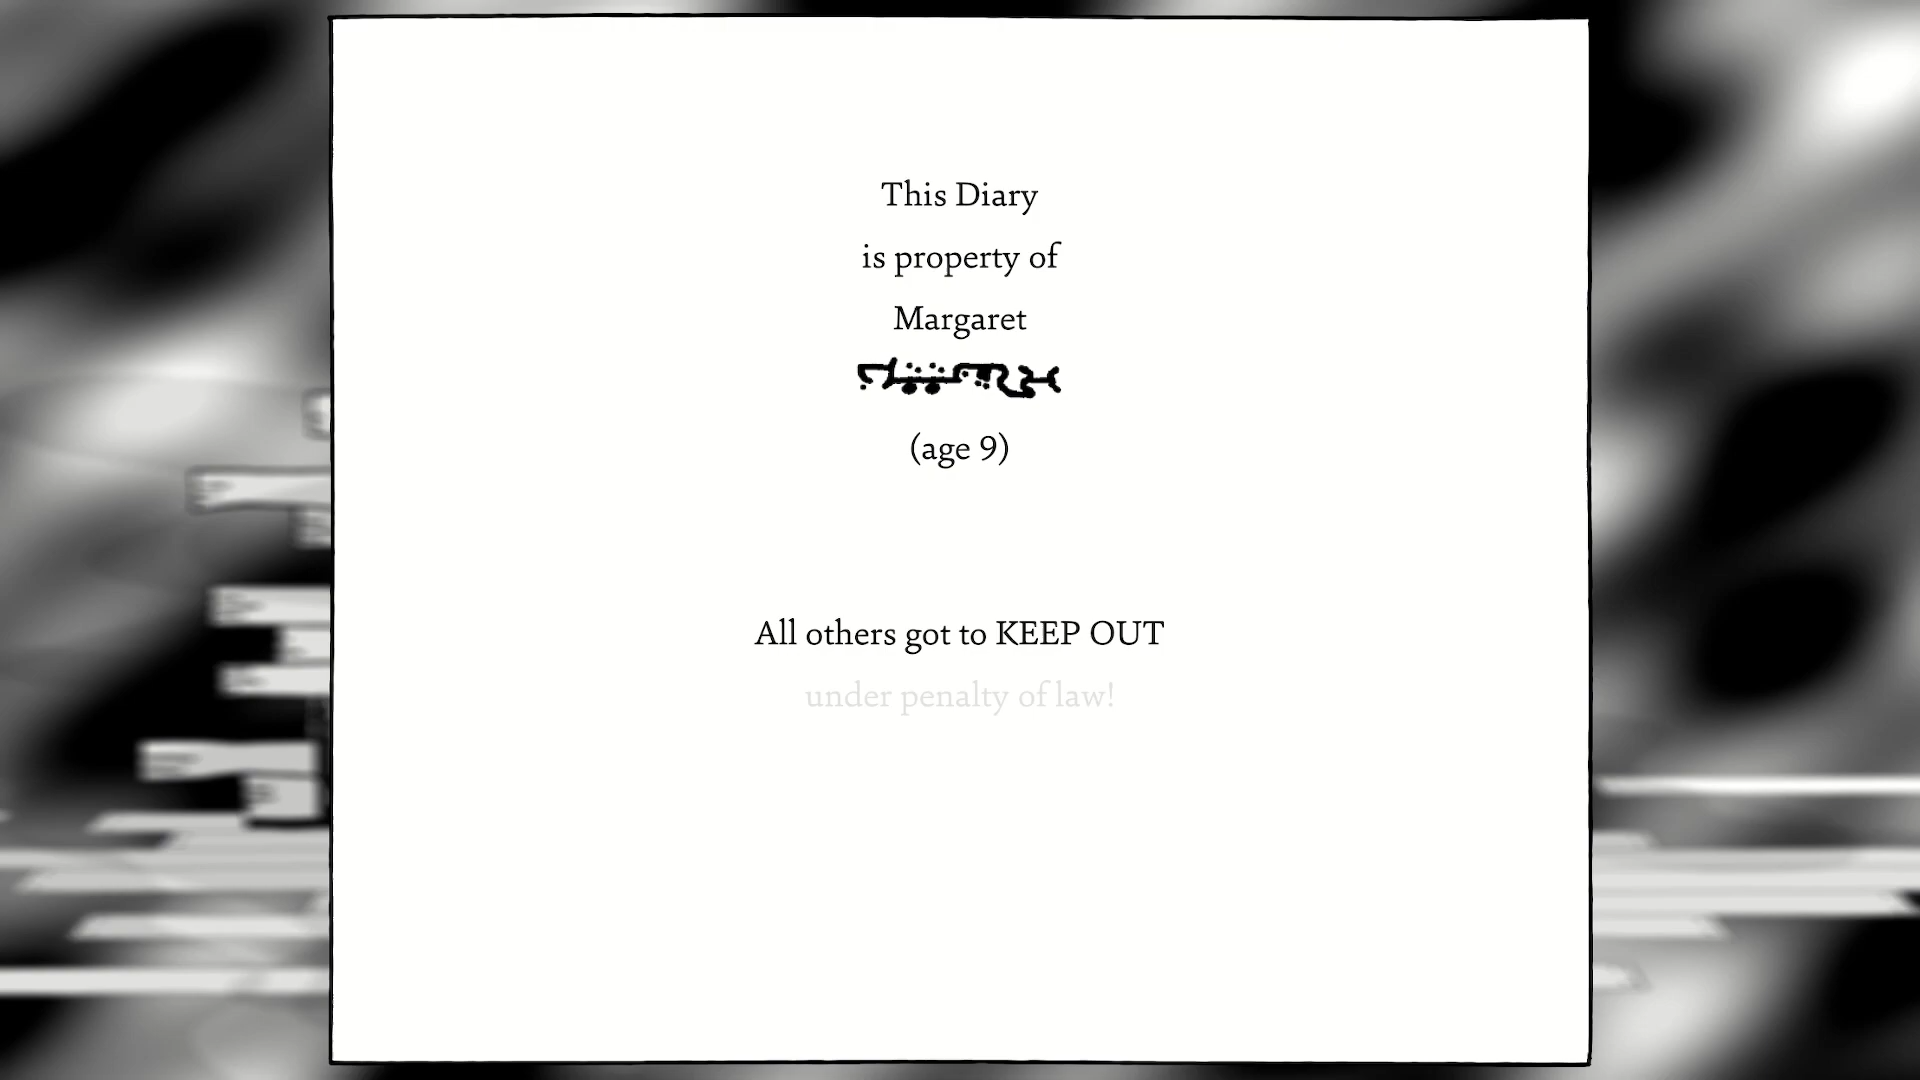 This Diary
is property of
Margaret
(age 9)
All others got to KEEP OUT
under penalty of law!